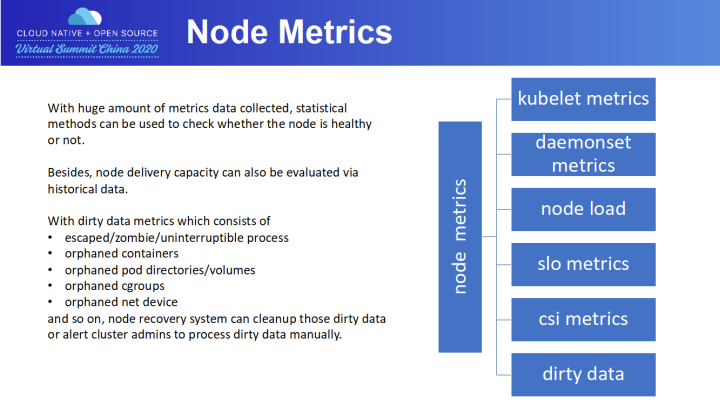 CLOUD NATIVE + OPEN SOURCE
Virtual Summit China 2020
Node Metrics
With huge amount of metrics data collected, statistical
methods can be used to check whether the node is healthy
or not.
Besides, node delivery capacity can also be evaluated via
historical data.
With dirty data metrics which consists of
• escaped/zombie/uninterruptible process
• orphaned containers
• orphaned pod directories/volumes
• orphaned cgroups
• orphaned net device
and so on, node recovery system can cleanup those dirty data
or alert cluster admins to process dirty data manually.
node metrics
kubelet metrics
daemonset
metrics
node load
slo metrics
csi metrics
dirty data